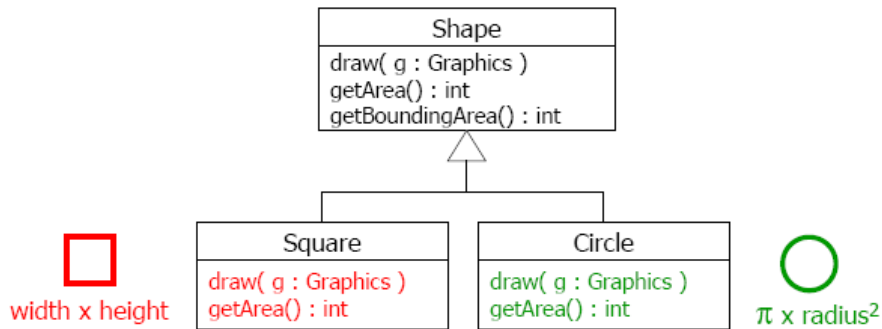 Shape
draw( g : Graphics )
getArea() : int
getBoundingArea() : int
Square
draw( g : Graphics )
getArea() : int
width x height
Circle
draw( g : Graphics )
getArea() : int
π x radius²